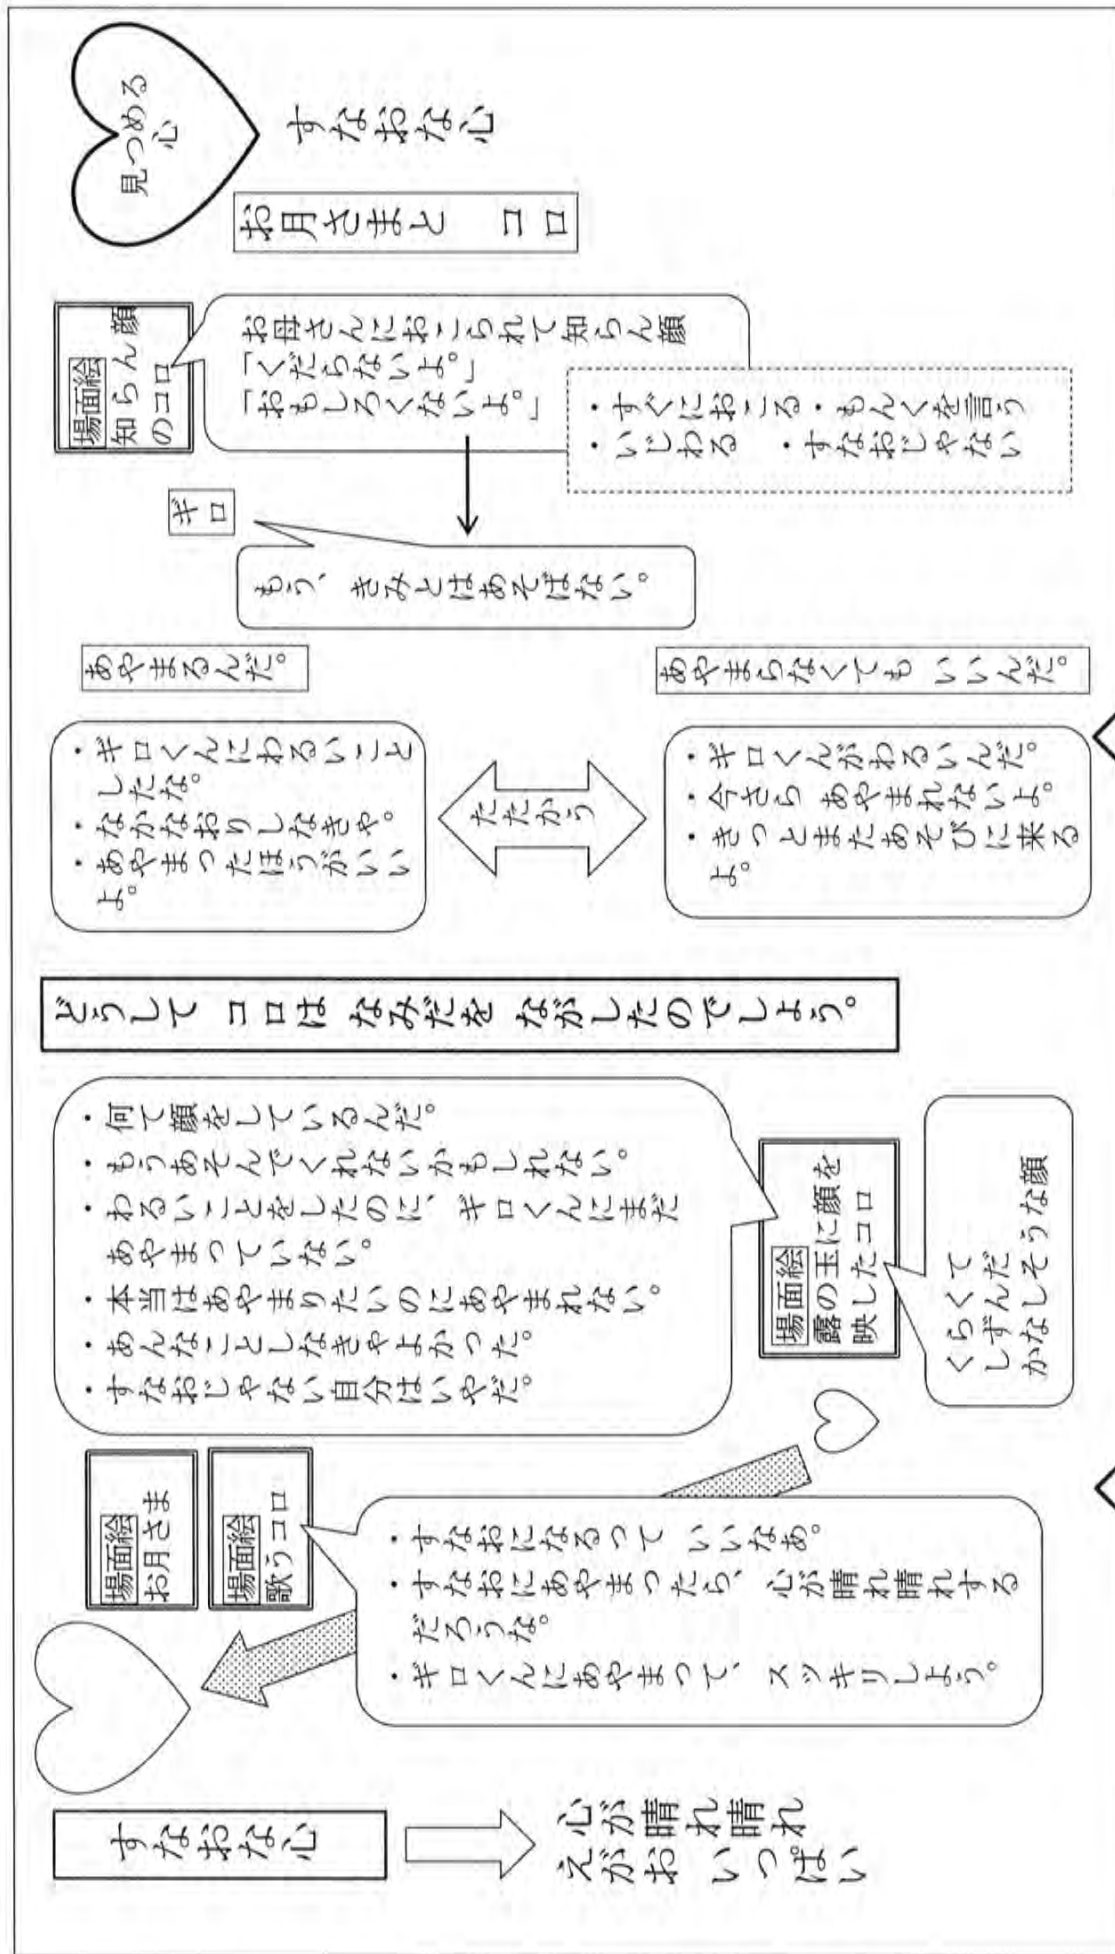 見つめる
心
すなおな心
お月さまと　コロ
場面絵
知らん顔
のコロ
お母さんにおこられて知らん顔
「くだらないよ。」
「おもしろくないよ。」
・すぐにおこる・もんくを言う
・いじわる　・すなおじゃない
ギロ
もう、きみとはあそばない。
あやまるんだ。
・ギロくんにわるいこと
したな。
・なかなおりしなきゃ。
・あやまったほうがいい
よ。
たたかう
あやまらなくても いいんだ。
・ギロくんがわるいんだ。
・今さら あやまれないよ。
・きっとまたあそびに来る
よ。
どうして コロは なみだを ながしたのでしょう。
・何て顔をしているんだ。
・もうあそんでくれないかもしれない。
・わるいことをしたのに、ギロくんにまだ
あやまっていない。
・本当はあやまりたいのにあやまれない。
・あんなことしなきゃよかった。
・すなおじゃない自分はいやだ。
場面絵
露の玉に顔を
映したコロ
くらくて
しずんだ
かなしそうな顔
場面絵
お月さま
場面絵
歌うコロ
・すなおになるって いいなあ。
・すなおにあやまったら、心が晴れ晴れする
だろうな。
・ギロくんにあやまって、スッキリしよう。
すなおな心
心が晴れ晴れ
えがお いっぱい